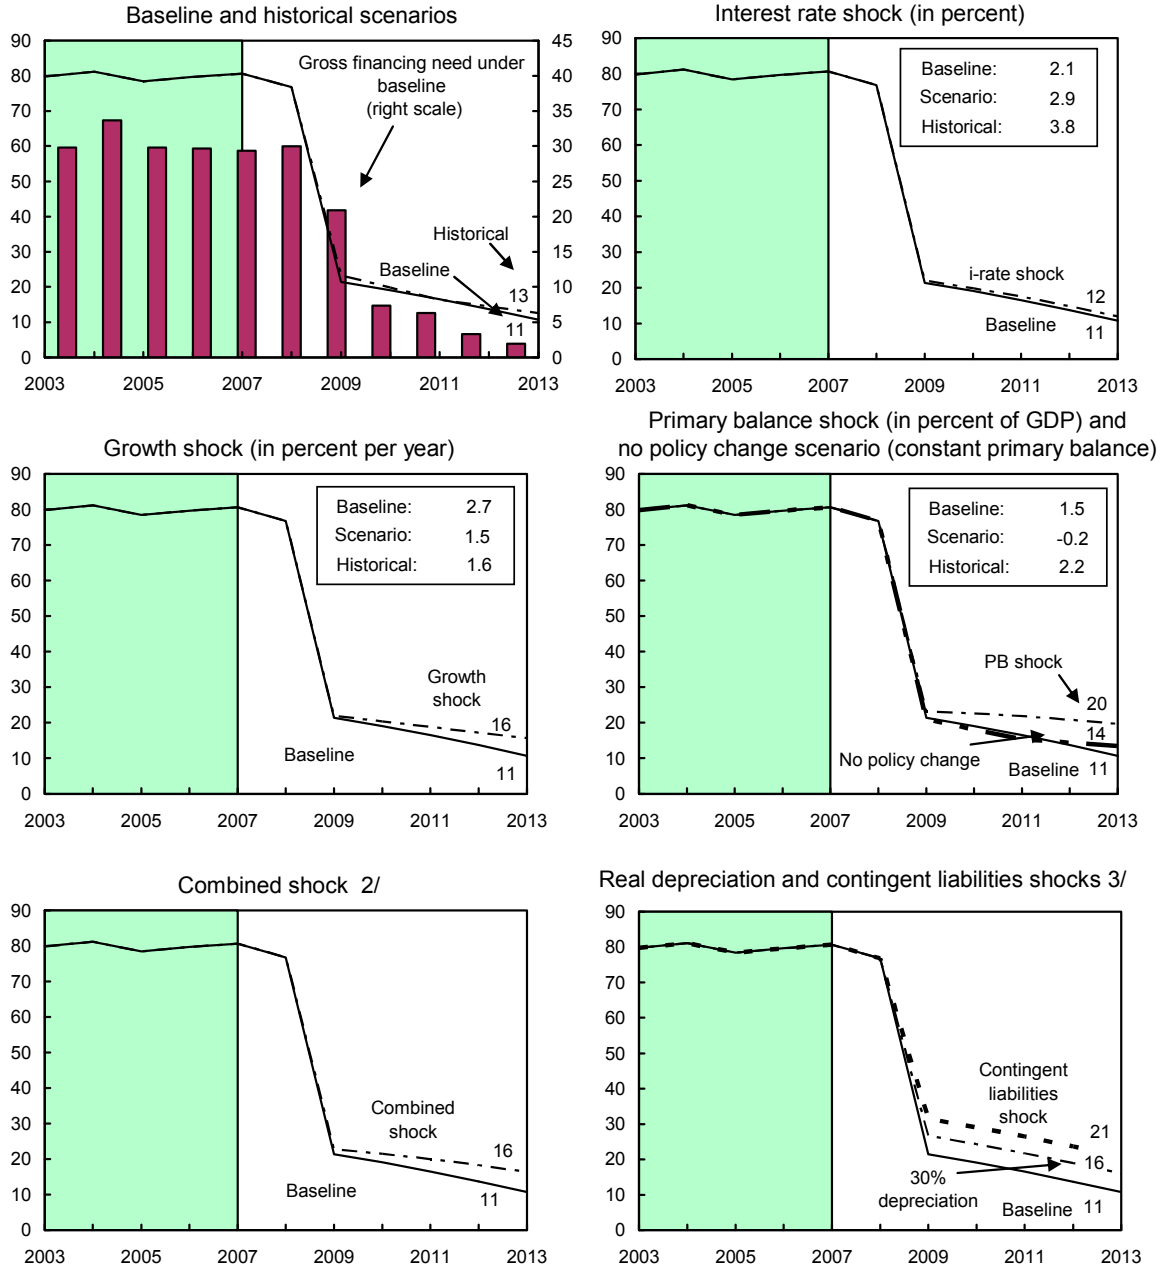 Baseline and historical scenarios
90
80
70
60
50
40
30
20
10
0
45
40
35
30
25
20
15
10
5
0
Gross financing need under
baseline
(right scale)
Historical
Baseline
13
11
2003 2005 2007 2009 2011 2013
Interest rate shock (in percent)
90
80
70
60
50
40
30
20
10
0
Baseline: 2.1
Scenario: 2.9
Historical: 3.8
i-rate shock
12
Baseline
11
2003 2005 2007 2009 2011 2013
Growth shock (in percent per year)
90
80
70
60
50
40
30
20
10
0
Baseline: 2.7
Scenario: 1.5
Historical: 1.6
Growth
shock
16
Baseline
11
2003 2005 2007 2009 2011 2013
Primary balance shock (in percent of GDP) and
no policy change scenario (constant primary balance)
90
80
70
60
50
40
30
20
10
0
Baseline: 1.5
Scenario: -0.2
Historical: 2.2
PB shock
20
14
No policy change
Baseline 11
2003 2005 2007 2009 2011 2013
Combined shock 2/
90
80
70
60
50
40
30
20
10
0
Combined
shock
16
Baseline
11
2003 2005 2007 2009 2011 2013
Real depreciation and contingent liabilities shocks 3/
90
80
70
60
50
40
30
20
10
0
Contingent
liabilities
shock
21
16
30%
depreciation
Baseline 11
2003 2005 2007 2009 2011 2013